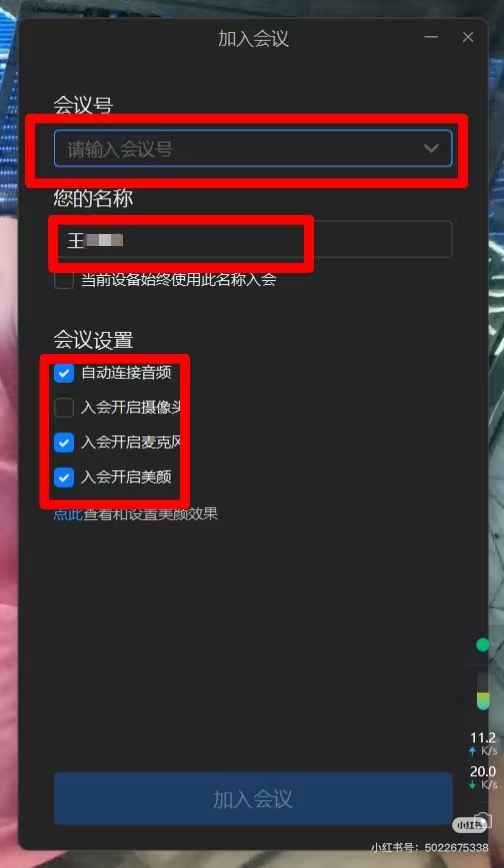 加入会议
会议号
请输入会议号
您的名称
王
当前设备始终使用此名称入会
会议设置
自动连接音频
入会开启摄像头
入会开启麦克风
入会开启美颜
点此查看和设置美颜效果
11.2
K/s
20.0
K/s
加入会议
小红书
小红书号：5022675338